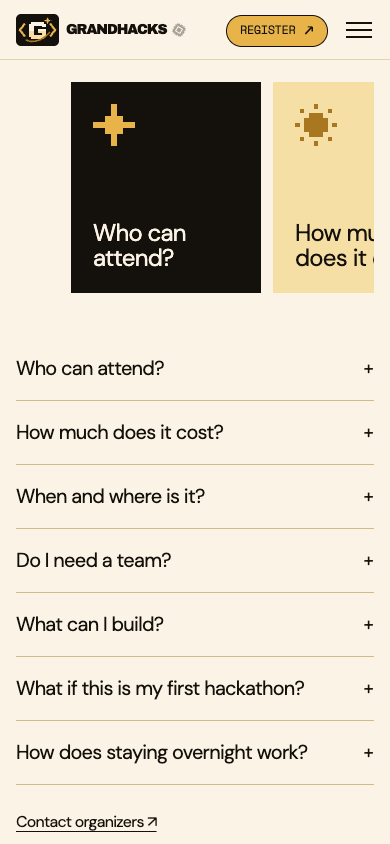 GRANDHACKS
REGISTER ↗
Who can
attend?
How mu
does it
Who can attend? +
How much does it cost? +
When and where is it? +
Do I need a team? +
What can I build? +
What if this is my first hackathon? +
How does staying overnight work? +
Contact organizers ↗